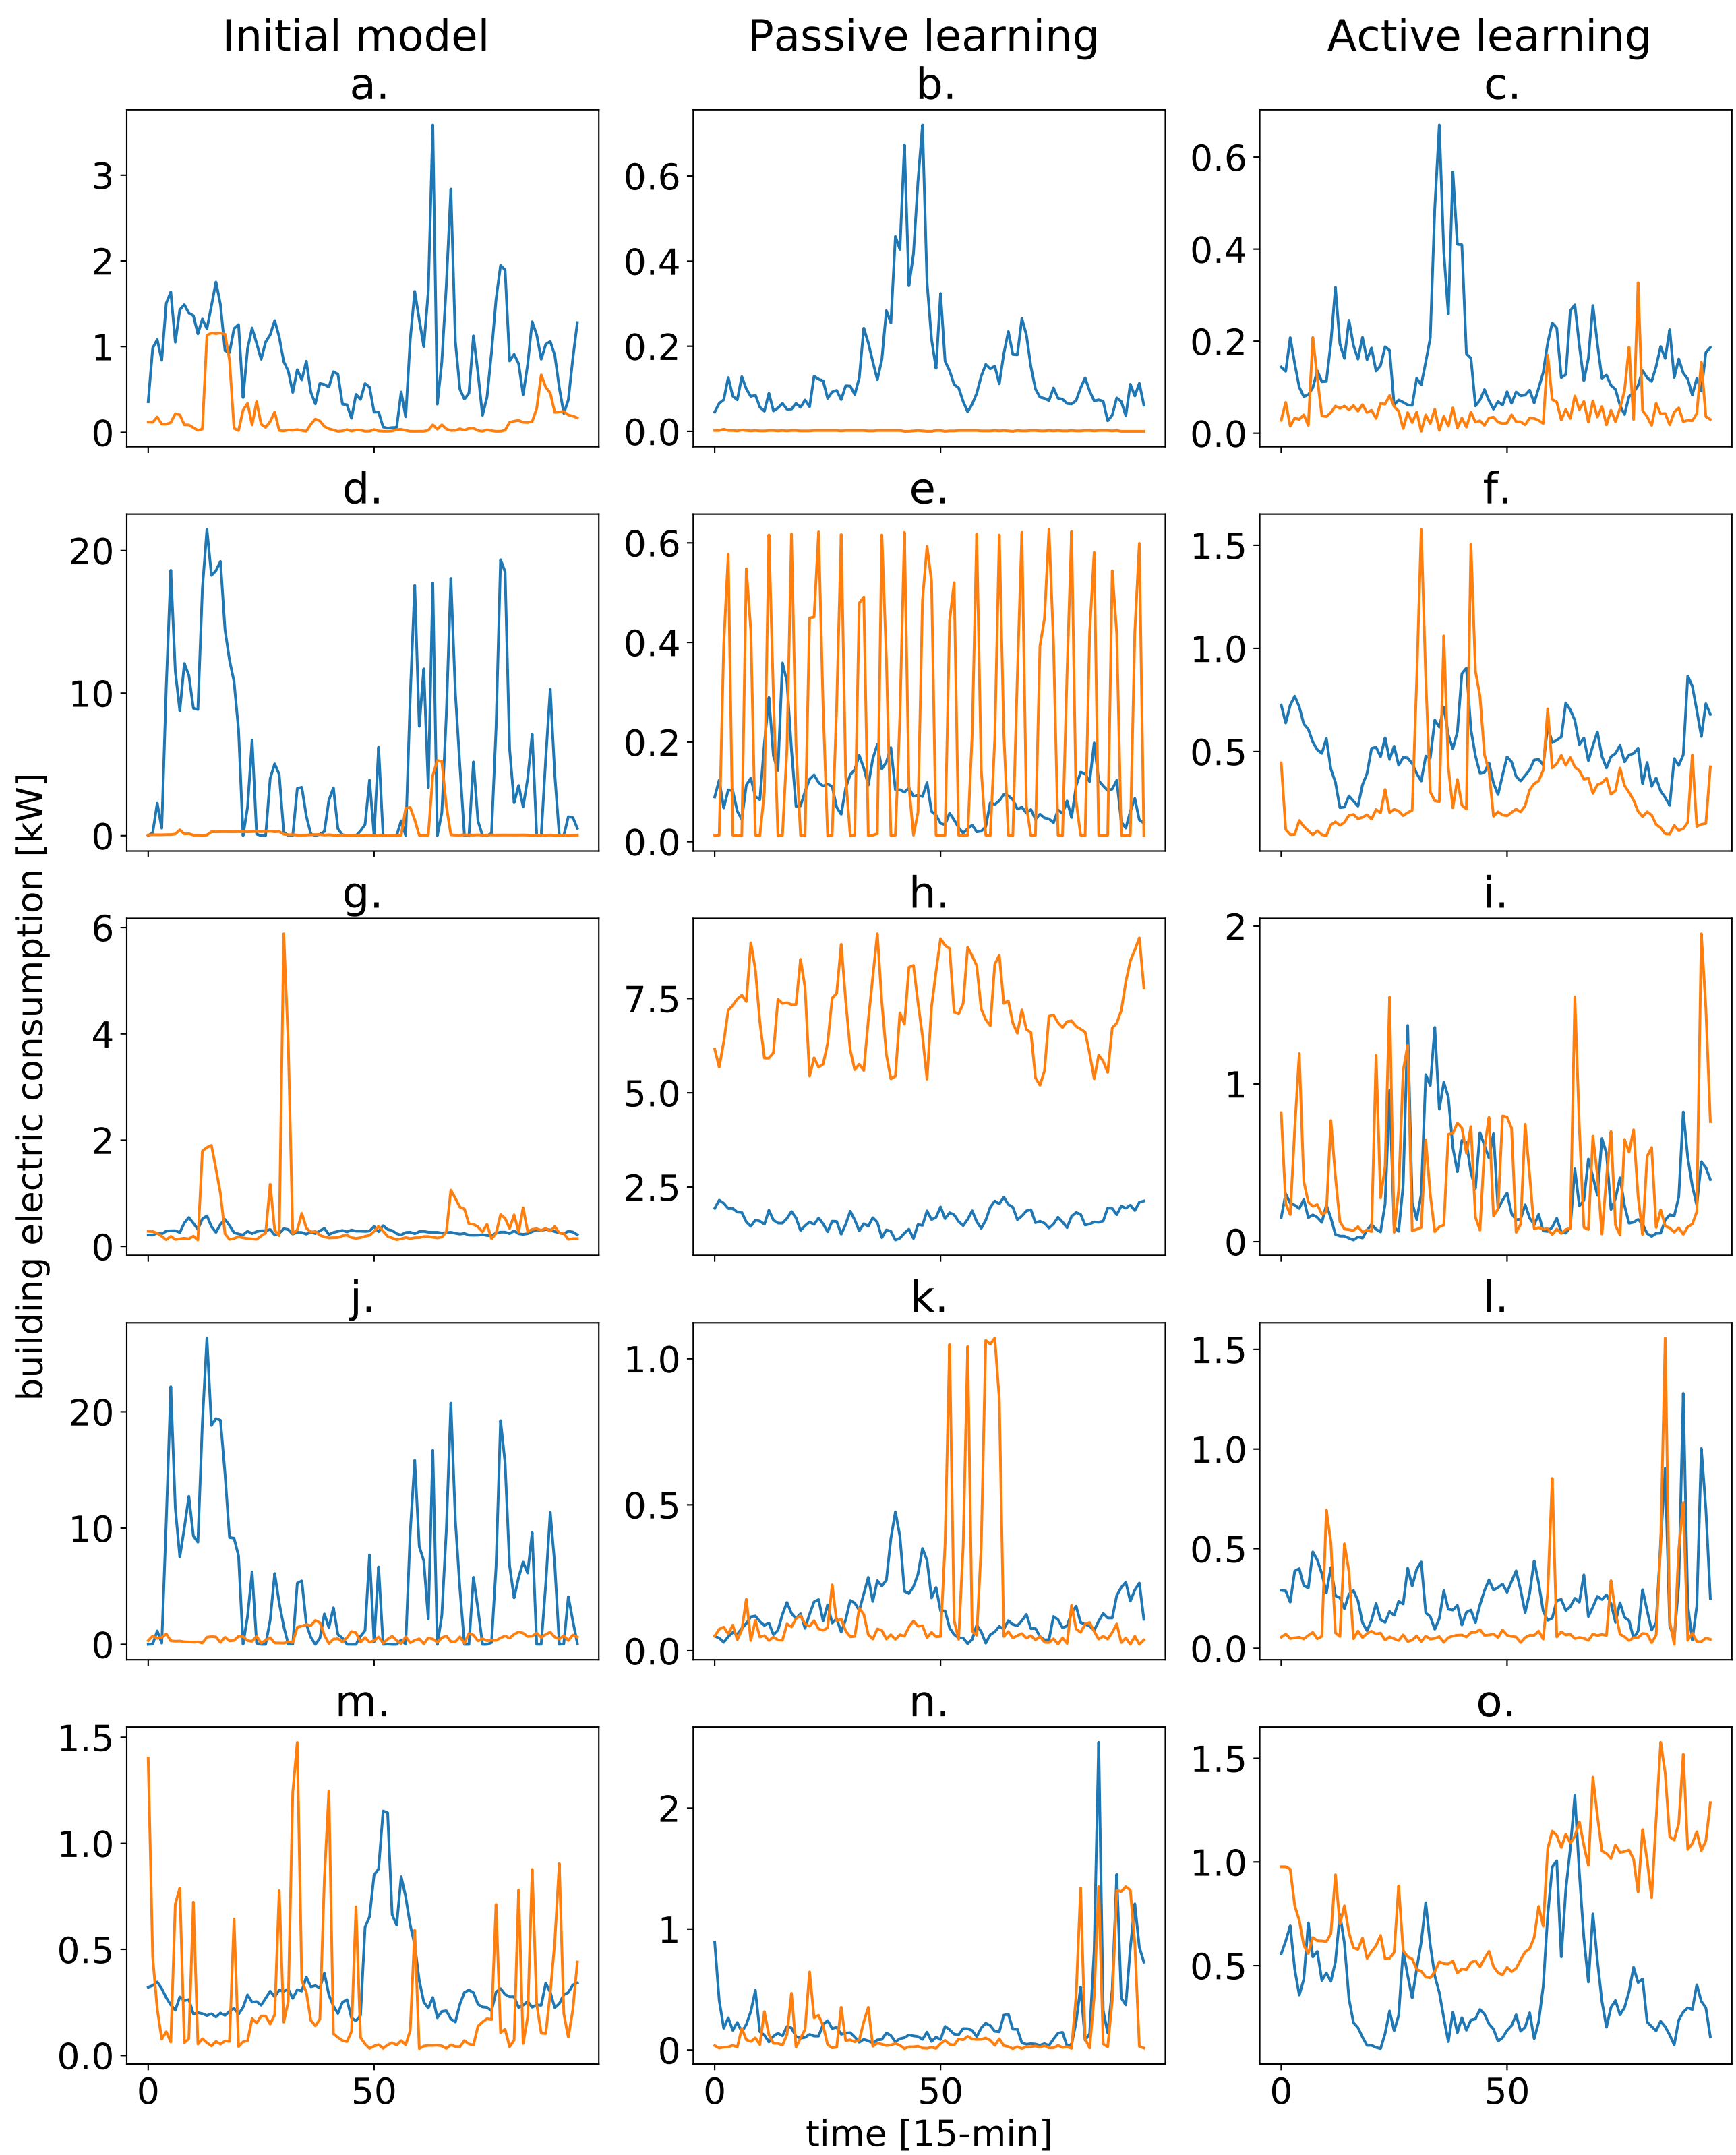 Initial model Passive learning Active learning
a. b. c.
3 2 1 0
0.6 0.4 0.2 0.0
0.6 0.4 0.2 0.0
d. e. f.
20 10 0
0.6 0.4 0.2 0.0
1.5 1.0 0.5
g. h. i.
6 4 2 0
7.5 5.0 2.5
2 1 0
j. k. l.
20 10 0
1.0 0.5 0.0
1.5 1.0 0.5 0.0
m. n. o.
1.5 1.0 0.5 0.0
2 1 0
1.5 1.0 0.5
0 50 0 50 0 50
time [15-min]
building electric consumption [kW]